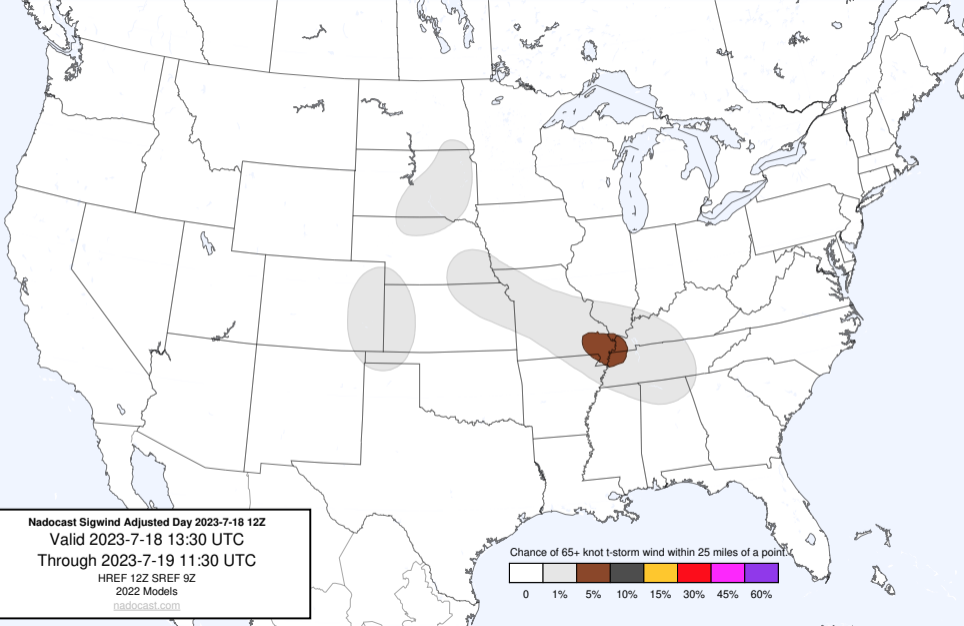 Nadocast Sigwind Adjusted Day 2023-7-18 12Z
Valid 2023-7-18 13:30 UTC
Through 2023-7-19 11:30 UTC
HREF 12Z SREF 9Z
2022 Models
nadocast.com
Chance of 65+ knot t-storm wind within 25 miles of a point.
0 1% 5% 10% 15% 30% 45% 60%